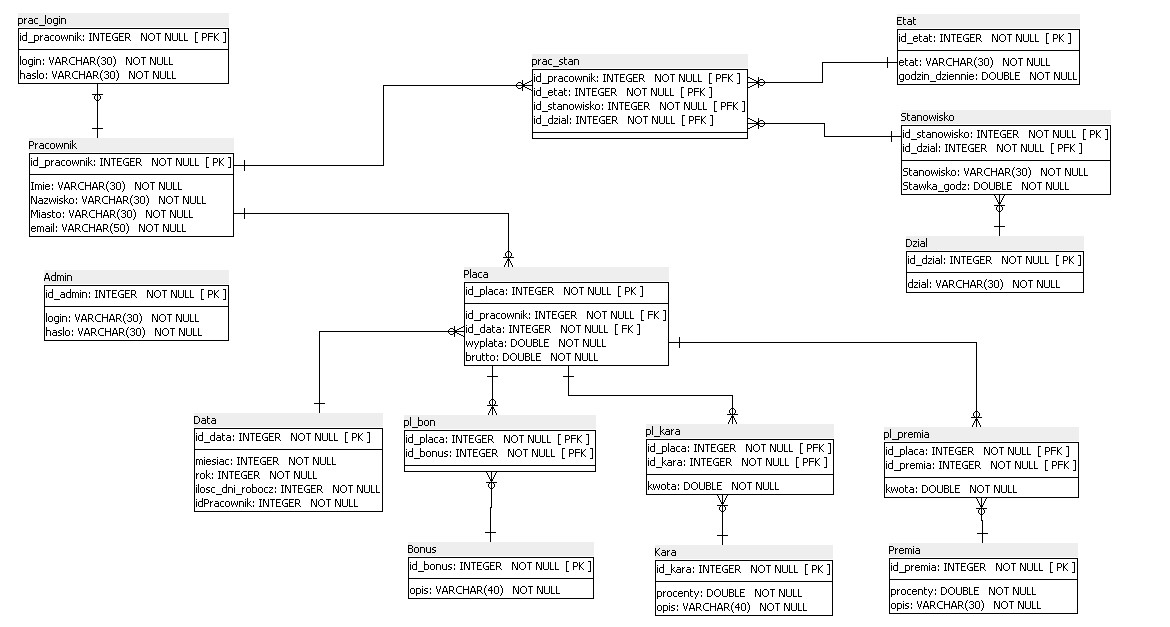 prac_login
id_pracownik: INTEGER NOT NULL [ PFK ]
login: VARCHAR(30) NOT NULL
haslo: VARCHAR(30) NOT NULL
Pracownik
id_pracownik: INTEGER NOT NULL [ PK ]
Imie: VARCHAR(30) NOT NULL
Nazwisko: VARCHAR(30) NOT NULL
Miasto: VARCHAR(30) NOT NULL
email: VARCHAR(50) NOT NULL
Admin
id_admin: INTEGER NOT NULL [ PK ]
login: VARCHAR(30) NOT NULL
haslo: VARCHAR(30) NOT NULL
prac_stan
id_pracownik: INTEGER NOT NULL [ PFK ]
id_etat: INTEGER NOT NULL [ PFK ]
id_stanowisko: INTEGER NOT NULL [ PFK ]
id_dzial: INTEGER NOT NULL [ PFK ]
Etat
id_etat: INTEGER NOT NULL [ PK ]
etat: VARCHAR(30) NOT NULL
godzin_dziennie: DOUBLE NOT NULL
Stanowisko
id_stanowisko: INTEGER NOT NULL [ PK ]
id_dzial: INTEGER NOT NULL [ PFK ]
Stanowisko: VARCHAR(30) NOT NULL
Stawka_godz: DOUBLE NOT NULL
Dzial
id_dzial: INTEGER NOT NULL [ PK ]
dzial: VARCHAR(30) NOT NULL
Placa
id_placa: INTEGER NOT NULL [ PK ]
id_pracownik: INTEGER NOT NULL [ FK ]
id_data: INTEGER NOT NULL [ FK ]
wyplata: DOUBLE NOT NULL
brutto: DOUBLE NOT NULL
Data
id_data: INTEGER NOT NULL [ PK ]
miesiac: INTEGER NOT NULL
rok: INTEGER NOT NULL
ilosc_dni_robocz: INTEGER NOT NULL
idPracownik: INTEGER NOT NULL
pl_bon
id_placa: INTEGER NOT NULL [ PFK ]
id_bonus: INTEGER NOT NULL [ PFK ]
pl_kara
id_placa: INTEGER NOT NULL [ PFK ]
id_kara: INTEGER NOT NULL [ PFK ]
kwota: DOUBLE NOT NULL
pl_premia
id_placa: INTEGER NOT NULL [ PFK ]
id_premia: INTEGER NOT NULL [ PFK ]
kwota: DOUBLE NOT NULL
Bonus
id_bonus: INTEGER NOT NULL [ PK ]
opis: VARCHAR(40) NOT NULL
Kara
id_kara: INTEGER NOT NULL [ PK ]
procenty: DOUBLE NOT NULL
opis: VARCHAR(40) NOT NULL
Premia
id_premia: INTEGER NOT NULL [ PK ]
procenty: DOUBLE NOT NULL
opis: VARCHAR(30) NOT NULL